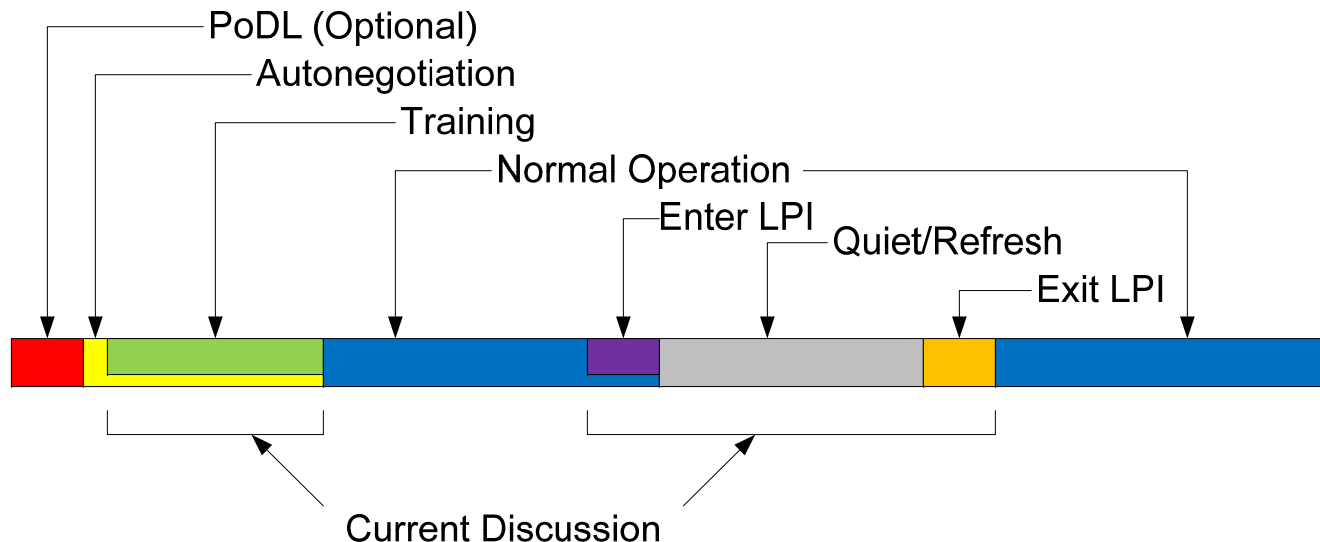 PoDL (Optional)
Autonegotiation
Training
Normal Operation
Enter LPI
Quiet/Refresh
Exit LPI
Current Discussion